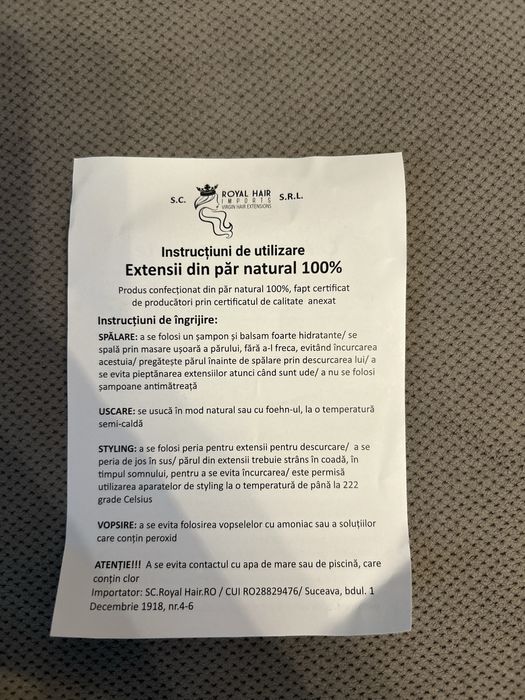 S.C.
ROYAL HAIR
IMPORTS
VIRGIN HAIR EXTENSIONS
S.R.L.
Instrucțiuni de utilizare
Extensii din păr natural 100%
Produs confecționat din păr natural 100%, fapt certificat
de producători prin certificatul de calitate anexat
Instrucțiuni de îngrijire:
SPĂLARE: a se folosi un șampon și balsam foarte hidratante/ se
spală prin masare ușoară a părului, fără a-l freca, evitând încurcarea
acestuia/ pregătește părul înainte de spălare prin descurcarea lui/ a
se evita pieptănarea extensiilor atunci când sunt ude/ a nu se folosi
șampoane antimătreață
USCARE: se usucă în mod natural sau cu foehn-ul, la o temperatură
semi-caldă
STYLING: a se folosi peria pentru extensii pentru descurcare/ a se
peria de jos în sus/ părul din extensii trebuie strâns în coadă, în
timpul somnului, pentru a se evita încurcarea/ este permisă
utilizarea aparatelor de styling la o temperatură de până la 222
grade Celsius
VOPSIRE: a se evita folosirea vopselelor cu amoniac sau a soluțiilor
care conțin peroxid
ATENȚIE!!! A se evita contactul cu apa de mare sau de piscină, care
conțin clor
Importator: SC.Royal Hair.RO / CUI RO28829476/ Suceava, bdul. 1
Decembrie 1918, nr.4-6